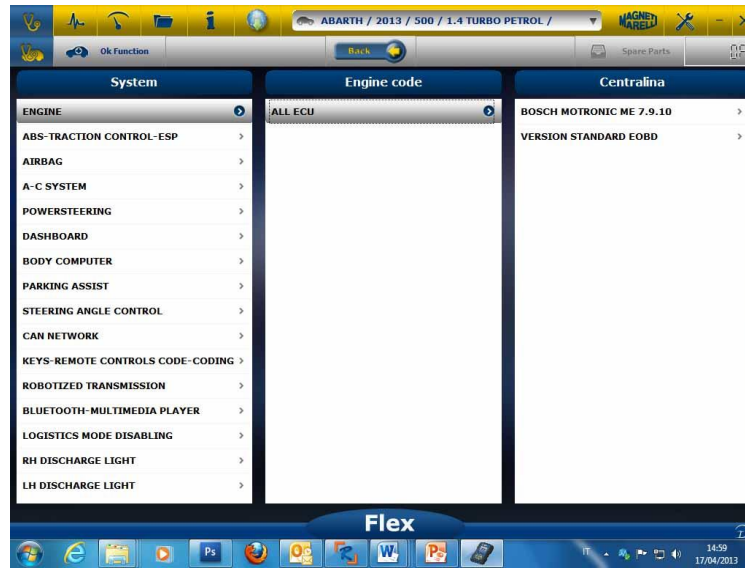 ABARTH / 2013 / 500 / 1.4 TURBO PETROL /
MAGNETI MARELLI
Ok Function
Back
Spare Parts
System
Engine code
Centralina
ENGINE
ALL ECU
BOSCH MOTRONIC ME 7.9.10
ABS-TRACTION CONTROL-ESP
VERSION STANDARD EOBD
AIRBAG
A-C SYSTEM
POWERSTEERING
DASHBOARD
BODY COMPUTER
PARKING ASSIST
STEERING ANGLE CONTROL
CAN NETWORK
KEYS-REMOTE CONTROLS CODE-CODING
ROBOTIZED TRANSMISSION
BLUETOOTH-MULTIMEDIA PLAYER
LOGISTICS MODE DISABLING
RH DISCHARGE LIGHT
LH DISCHARGE LIGHT
Flex
Ps
IT
14:59
17/04/2013